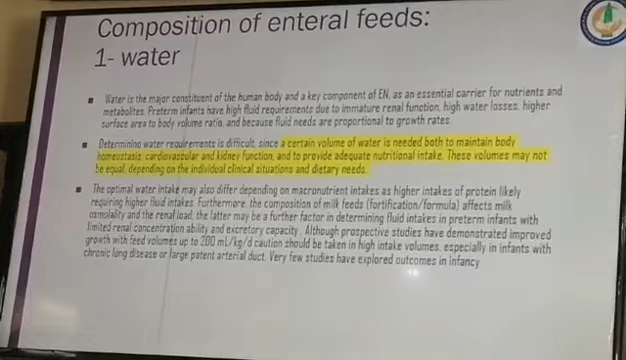 Composition of enteral feeds:
1- water
Water is the major constituent of the human body and a key component of EN, as an essential carrier for nutrients and
metabolites. Preterm infants have high fluid requirements due to immature renal function, high water losses, higher
surface area to body volume ratio, and because fluid needs are proportional to growth rates.
Determining water requirements is difficult, since a certain volume of water is needed both to maintain body
homeostasis, cardiovascular and kidney function, and to provide adequate nutritional intake. These volumes may not
be equal, depending on the individual clinical situations and dietary needs.
The optimal water intake may also differ depending on macronutrient intakes as higher intakes of protein likely
requiring higher fluid intakes. Furthermore, the composition of milk feeds (fortification/formula) affects milk
osmolality and the renal load; the latter may be a further factor in determining fluid intakes in preterm infants with
limited renal concentration ability and excretory capacity. Although prospective studies have demonstrated improved
growth with feed volumes up to 200 mL/kg/d caution should be taken in high intake volumes, especially in infants with
chronic lung disease or large patent arterial duct. Very few studies have explored outcomes in infancy